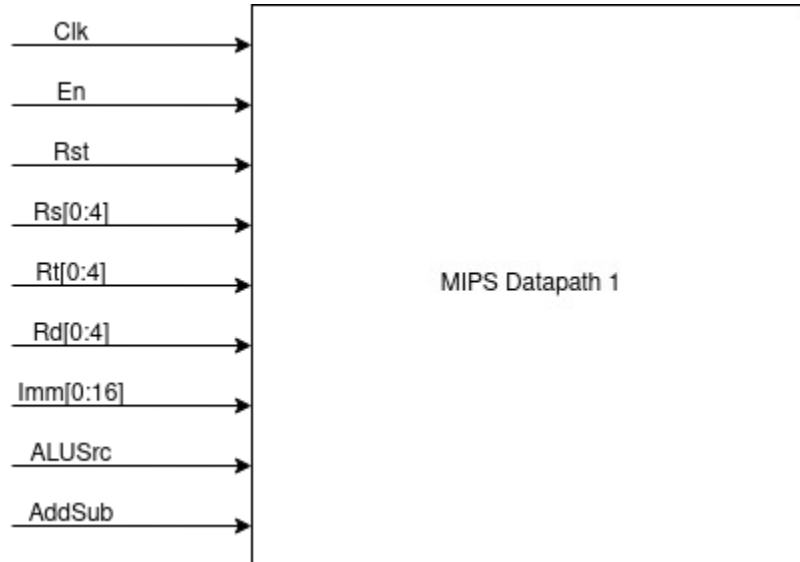 Clk
En
Rst
Rs[0:4]
Rt[0:4]
Rd[0:4]
Imm[0:16]
ALUSrc
AddSub
MIPS Datapath 1